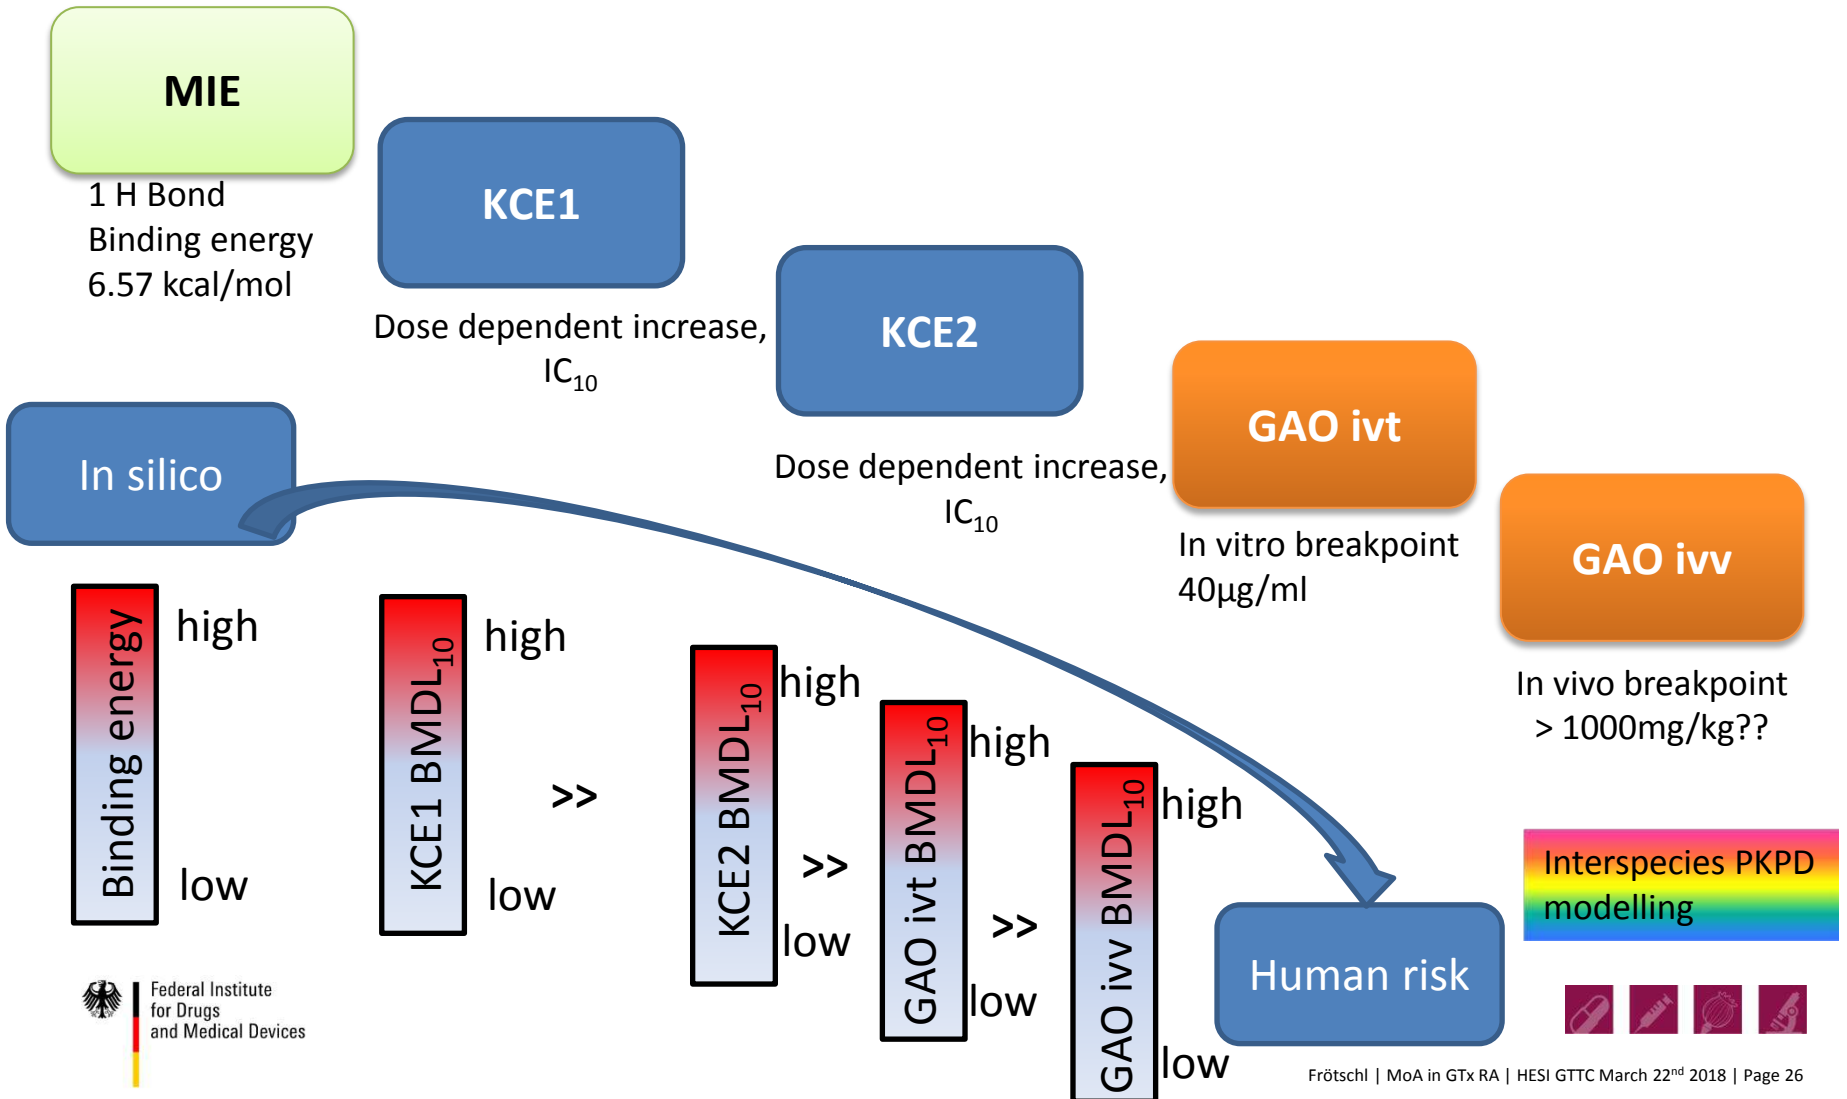 MIE
1 H Bond
Binding energy
6.57 kcal/mol
KCE1
Dose dependent increase,
IC10
KCE2
Dose dependent increase,
IC10
GAO ivt
In vitro breakpoint
40µg/ml
GAO ivv
In vivo breakpoint
> 1000mg/kg??
In silico
Binding energy
high
low
KCE1 BMDL10
high
low
>>
KCE2 BMDL10
high
low
>>
GAO ivt BMDL10
high
low
>>
GAO ivv BMDL10
high
low
Human risk
Interspecies PKPD
modelling
Federal Institute
for Drugs
and Medical Devices
Frötschl | MoA in GTx RA | HESI GTTC March 22nd 2018 | Page 26